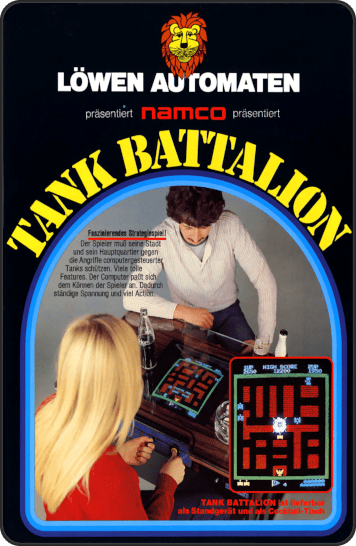 LÖWEN AUTOMATEN
präsentiert namco präsentiert
TANK BATTALION
Faszinierendes Strategiespiel!
Der Spieler muß seine Stadt
und sein Hauptquartier gegen
die Angriffe computergesteuerter
Tanks schützen. Viele tolle
Features. Der Computer paßt sich
dem Können der Spieler an. Dadurch
ständige Spannung und viel Action.
1UP HIGH SCORE 2UP
TANK BATTALION ist lieferbar
als Standgerät und als Cocktail-Tisch